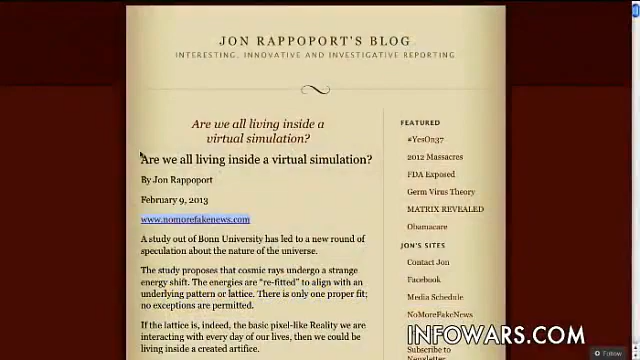 JON RAPPOPORT'S BLOG
INTERESTING, INNOVATIVE AND INVESTIGATIVE REPORTING
Are we all living inside a
virtual simulation?
Are we all living inside a virtual simulation?
By Jon Rappoport
February 9, 2013
www.nomorefakenews.com
A study out of Bonn University has led to a new round of
speculation about the nature of the universe.
The study proposes that cosmic rays undergo a strange
energy shift. The energies are “re-fitted” to align with an
underlying pattern or lattice. There is only one proper fit;
no exceptions are permitted.
If the lattice is, indeed, the basic pixel-like Reality we are
interacting with every day of our lives, then we could be
living inside a created artifice.
FEATURED
#YesOn37
2012 Massacres
FDA Exposed
Germ Virus Theory
MATRIX REVEALED
Obamacare
JON'S SITES
Contact Jon
Facebook
Media Schedule
NoMoreFakeNews
Subscribe to
Newsletter
INFOWARS.COM
Follow